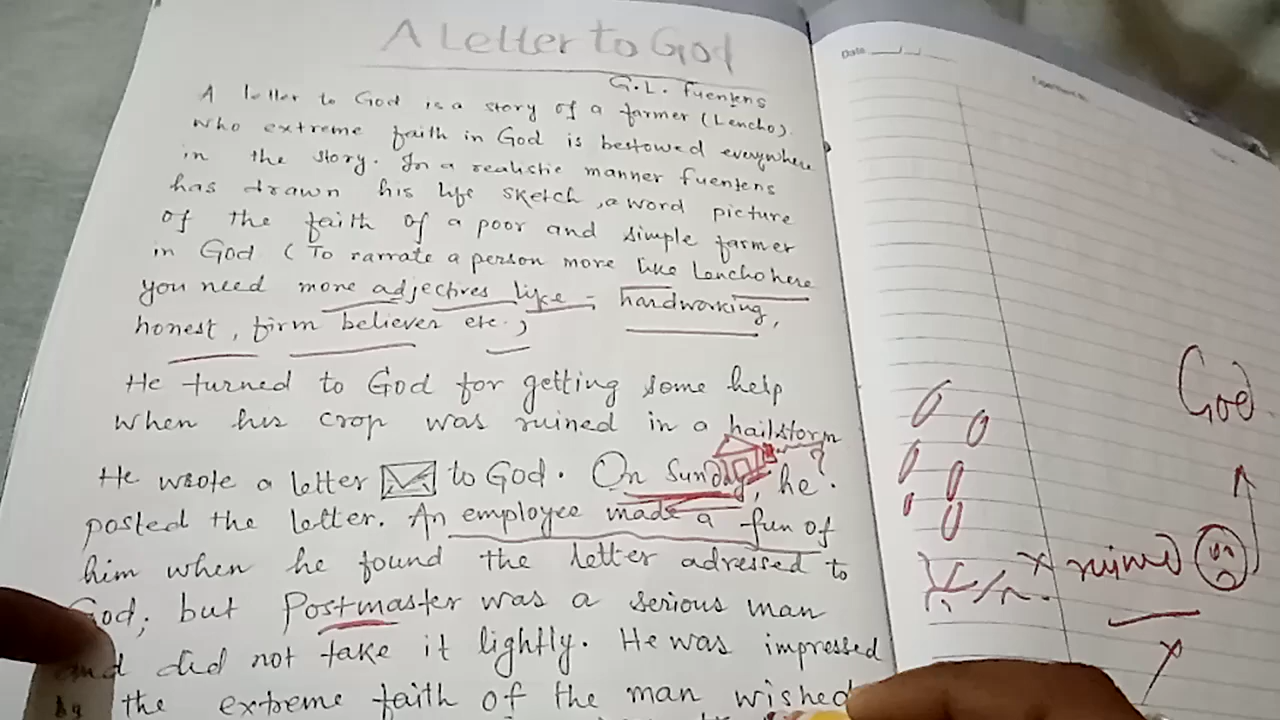 A Letter to God
G.L. Fuentens
A letter to God is a story of a farmer (Lencho).
Who extreme faith in God is bestowed everywhere
in the story. In a realistic manner Fuentens
has drawn his life sketch, a word picture
of the faith of a poor and simple farmer
in God (To narrate a person more like Lencho here
you need more adjectives like - hardworking,
honest, firm believer etc.)
He turned to God for getting some help
When his crop was ruined in a hailstorm
He wrote a letter to God. On Sunday, he
posted the letter. An employee made a fun of
him when he found the letter adressed to
God; but Postmaster was a serious man
and did not take it lightly. He was impressed
by the extreme faith of the man wished
Date
God
ruined